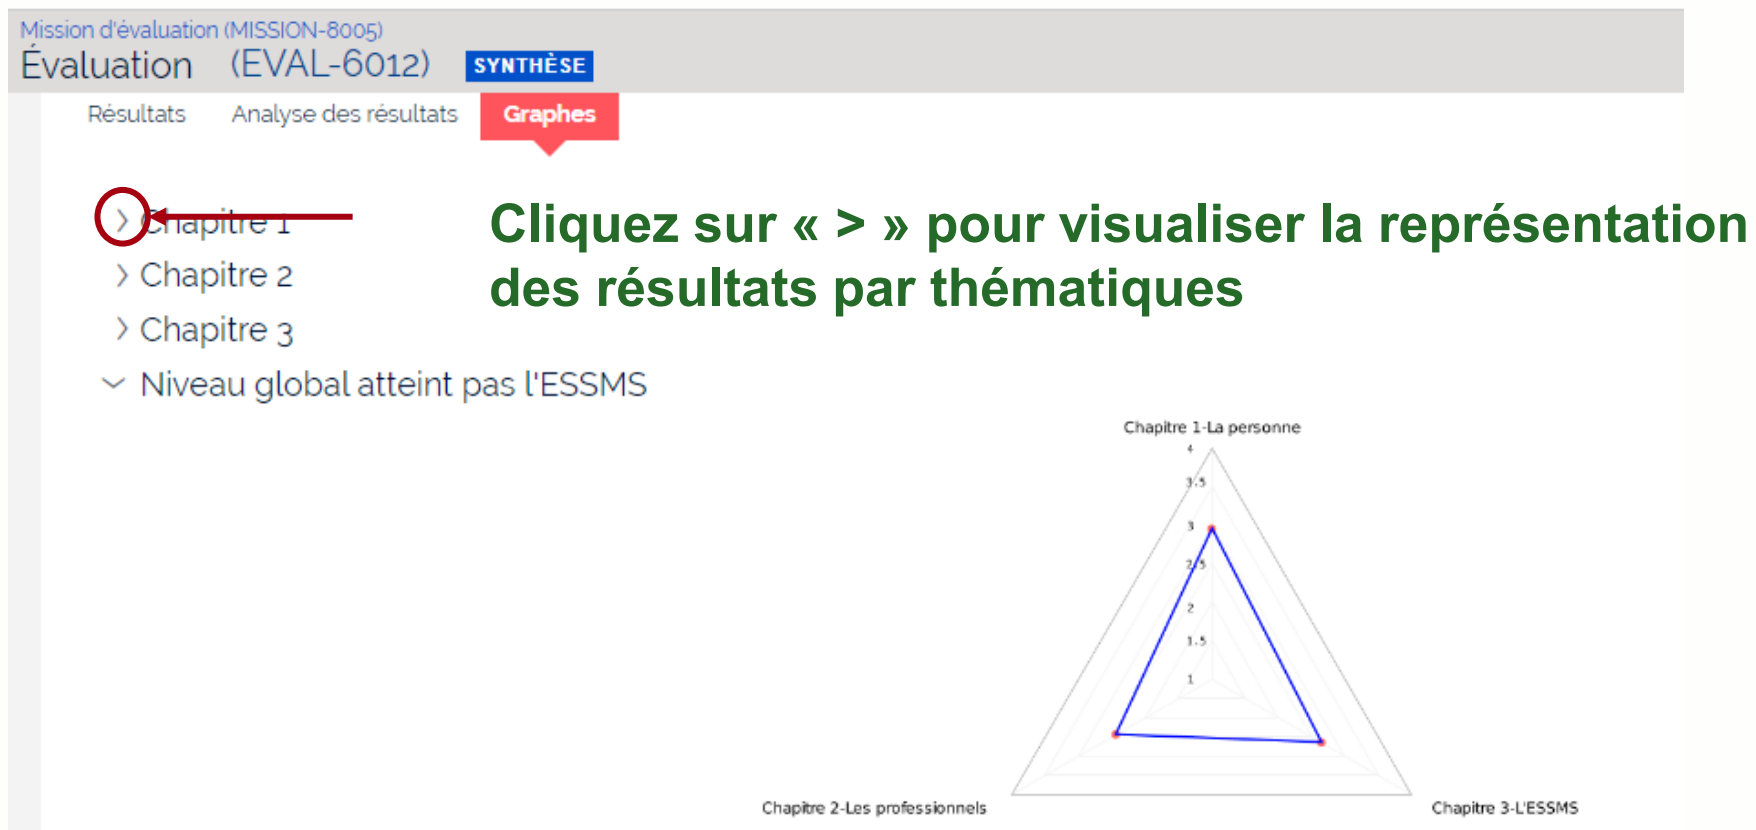 Mission d'évaluation (MISSION-8005)
Évaluation (EVAL-6012) SYNTHÈSE
Résultats Analyse des résultats Graphes
> Chapitre 1
Cliquez sur « > » pour visualiser la représentation
des résultats par thématiques
> Chapitre 2
> Chapitre 3
Niveau global atteint pas l'ESSMS
Chapitre 1-La personne
4
3.5
3
2.5
2
1.5
1
Chapitre 2-Les professionnels
Chapitre 3-L'ESSMS